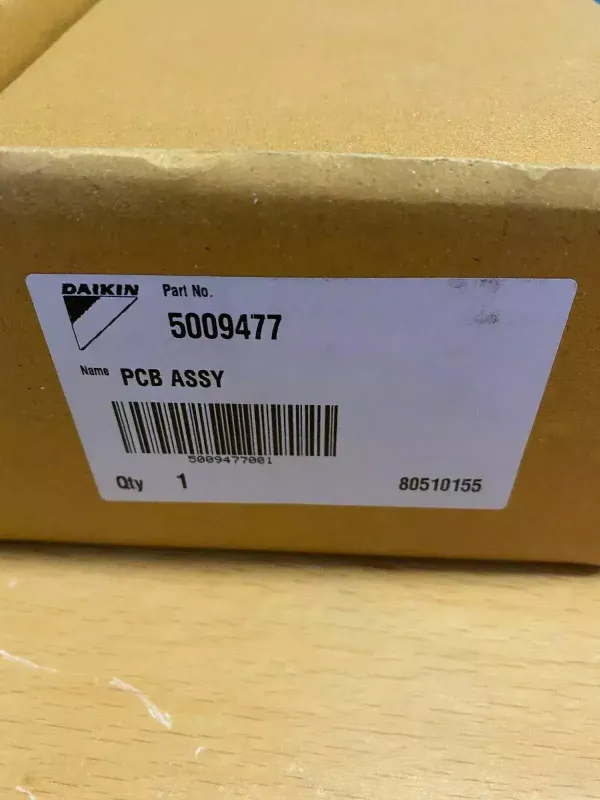 DAIKIN
Part No.
5009477
Name PCB ASSY
5009477001
Qty 1 80510155